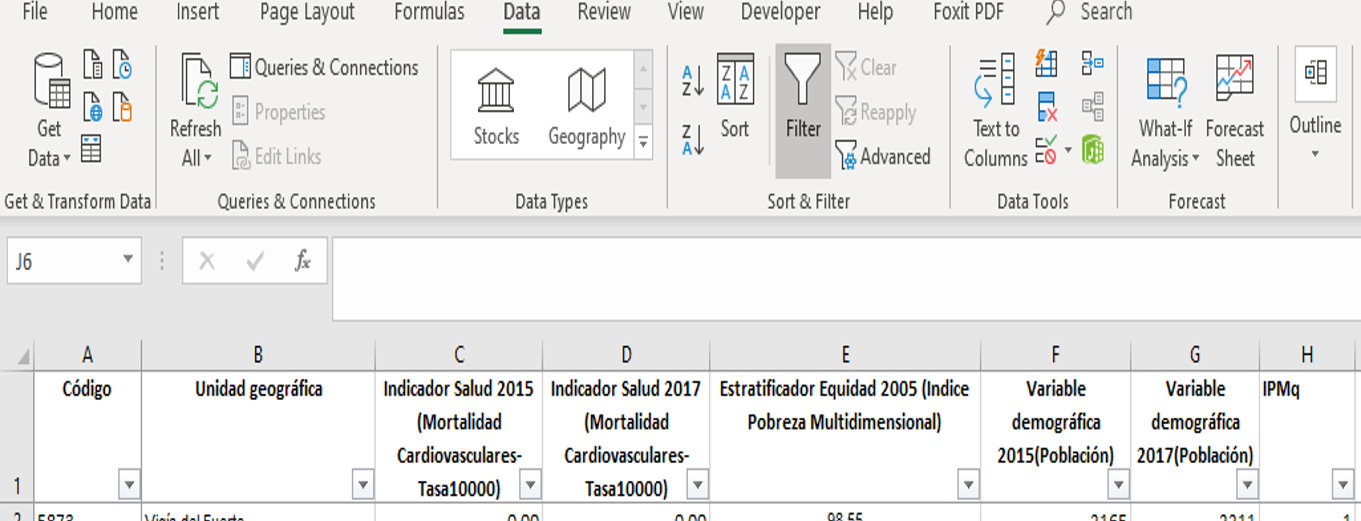 File Home Insert Page Layout Formulas Data Review View Developer Help Foxit PDF Search
Queries & Connections
Properties
Edit Links
Get
Data
Refresh
All
Stocks Geography
Sort
Filter
Clear
Reapply
Advanced
Text to
Columns
What-If
Analysis
Forecast
Sheet
Outline
Get & Transform Data Queries & Connections Data Types Sort & Filter Data Tools Forecast
J6 fx
A B C D E F G H
1
Código
Unidad geográfica
Indicador Salud 2015
(Mortalidad
Cardiovasculares-
Tasa10000)
Indicador Salud 2017
(Mortalidad
Cardiovasculares-
Tasa10000)
Estratificador Equidad 2005 (Indice
Pobreza Multidimensional)
Variable
demográfica
2015(Población)
Variable
demográfica
2017(Población)
IPMq
2 5873 Vigía del Fuerte 0.00 0.00 98.55 2165 2211 1